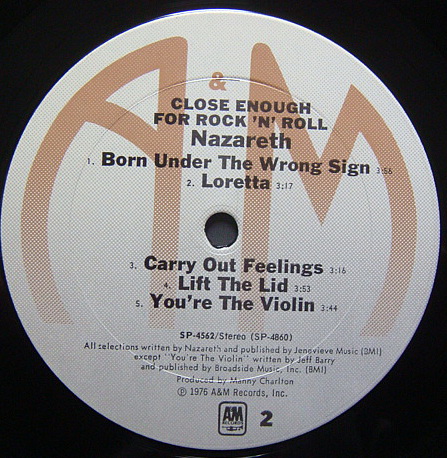 A&M
CLOSE ENOUGH
FOR ROCK 'N' ROLL
Nazareth
1. Born Under The Wrong Sign 3:55
2. Loretta 3:17
3. Carry Out Feelings 3:16
4. Lift The Lid 3:53
5. You're The Violin 3:44
SP-4562/Stereo (SP-4860)
All selections written by Nazareth and published by Jenevieve Music (BMI)
except "You're The Violin" written by Jeff Barry
and published by Broadside Music, Inc. (BMI)
Produced by Manny Charlton
℗ 1976 A&M Records, Inc.
A&M RECORDS 2